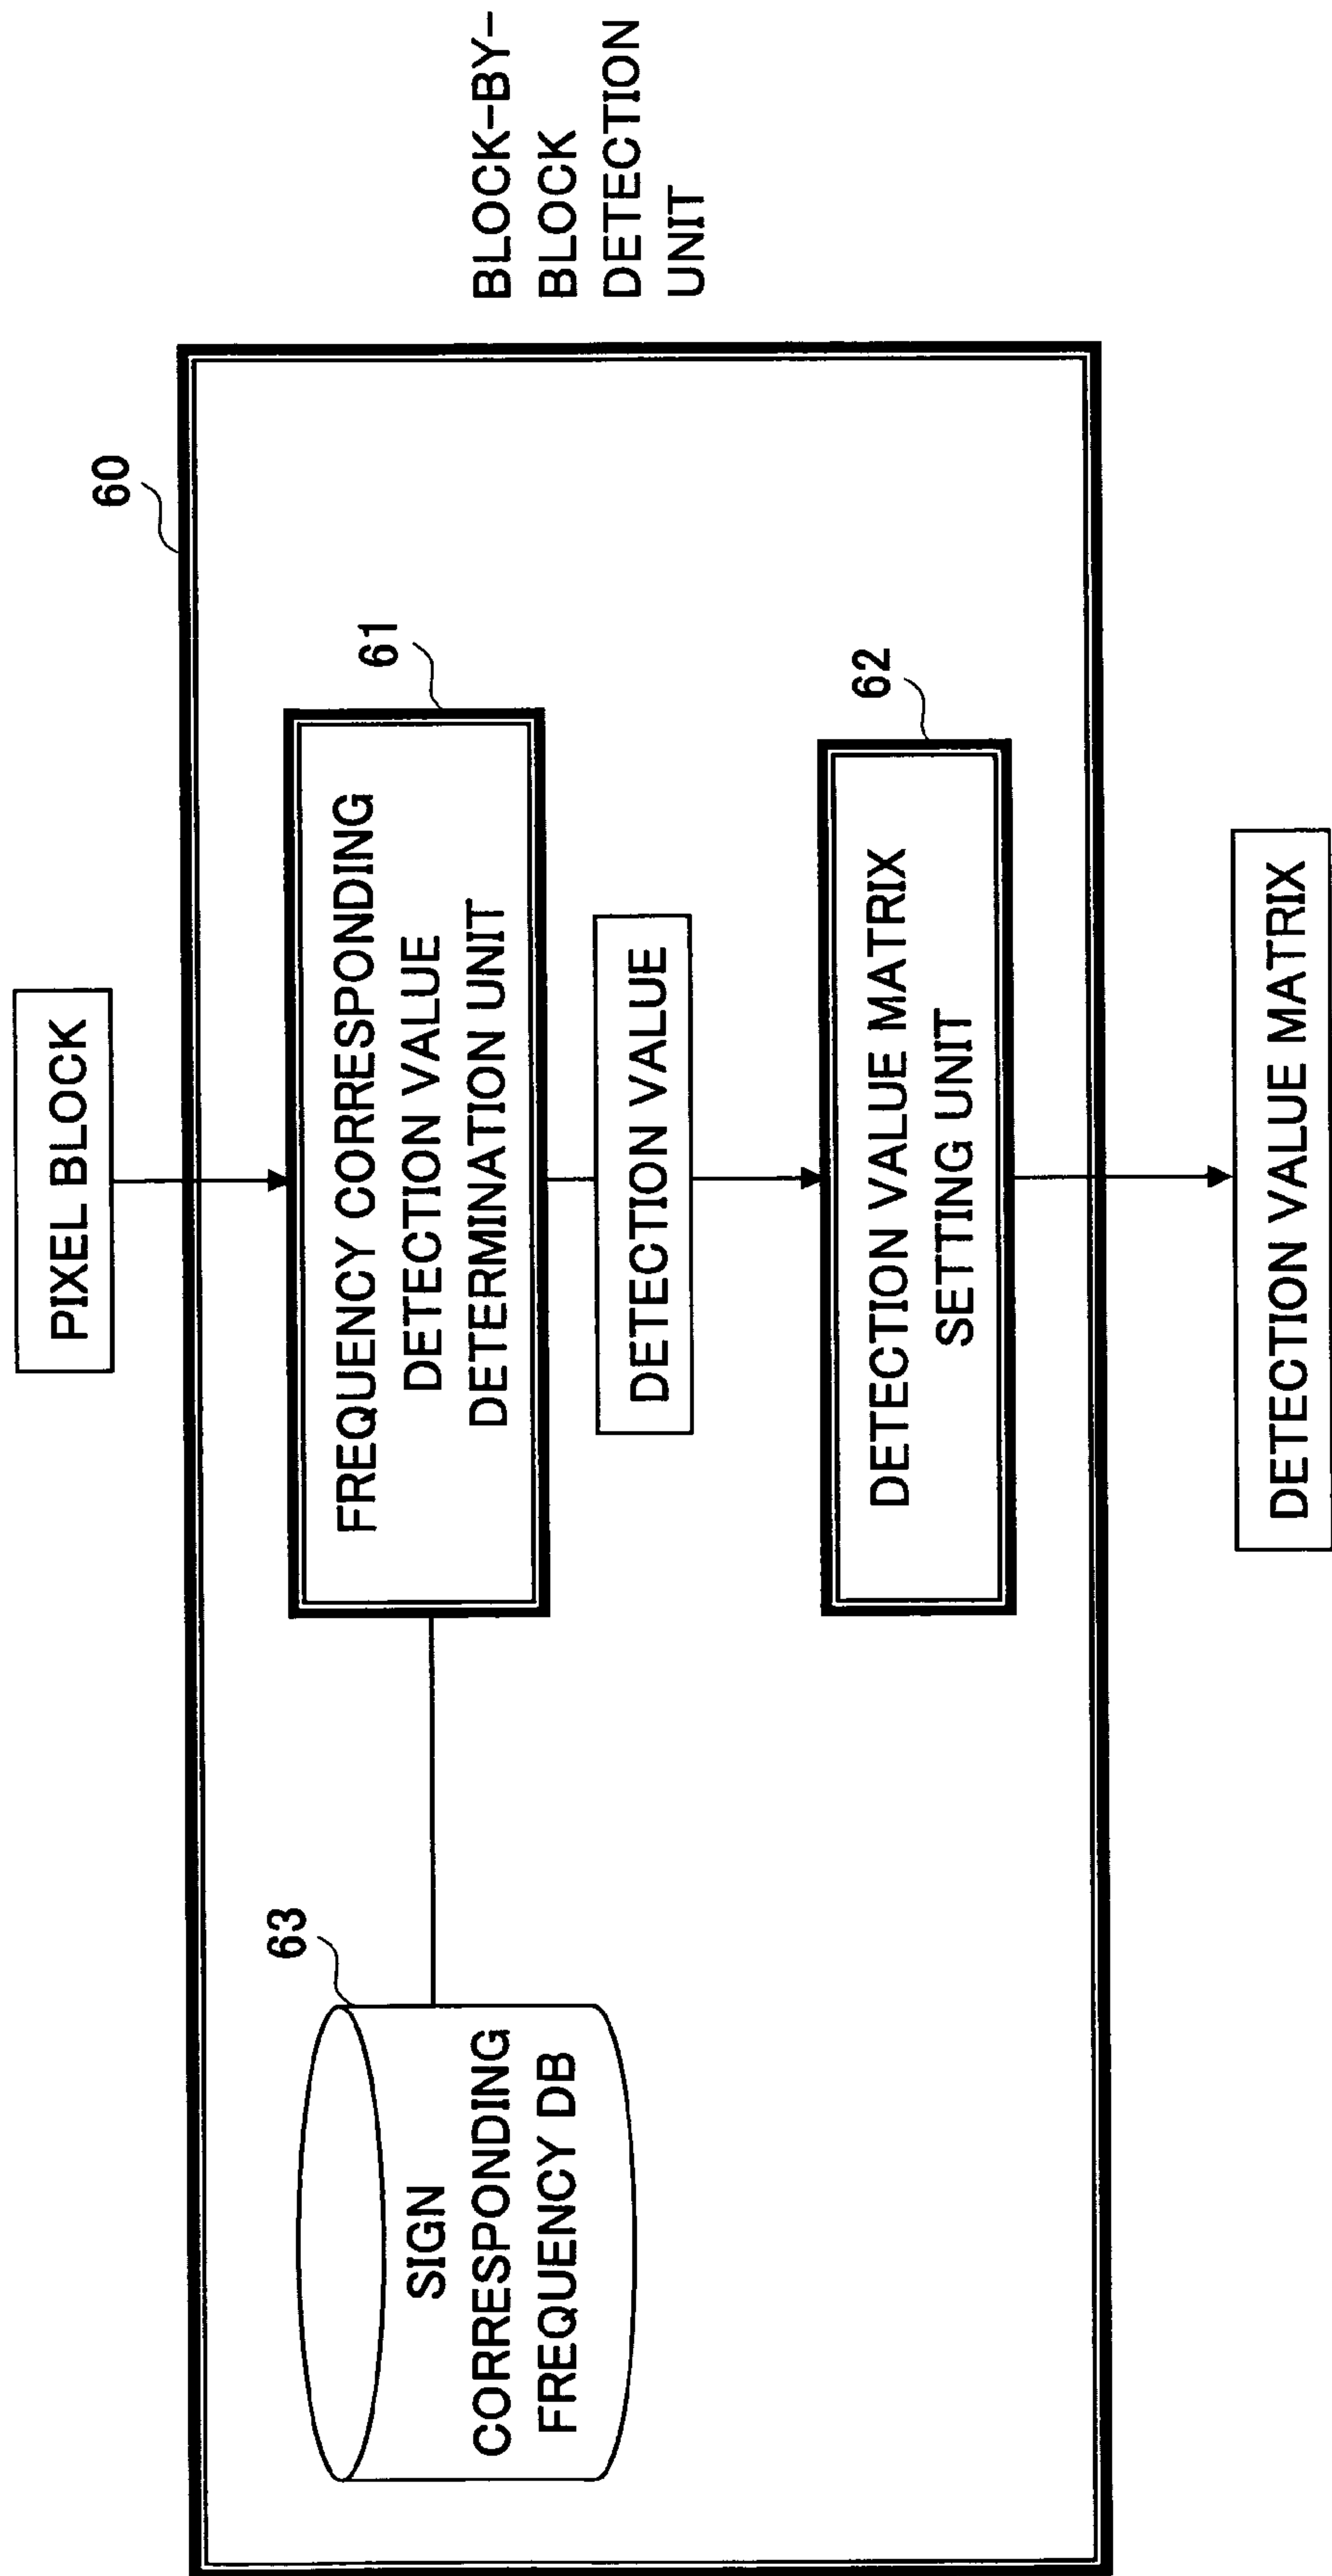 PIXEL BLOCK
60
BLOCK-BY-
BLOCK
DETECTION
UNIT
63
SIGN
CORRESPONDING
FREQUENCY DB
61
FREQUENCY CORRESPONDING
DETECTION VALUE
DETERMINATION UNIT
DETECTION VALUE
62
DETECTION VALUE MATRIX
SETTING UNIT
DETECTION VALUE MATRIX